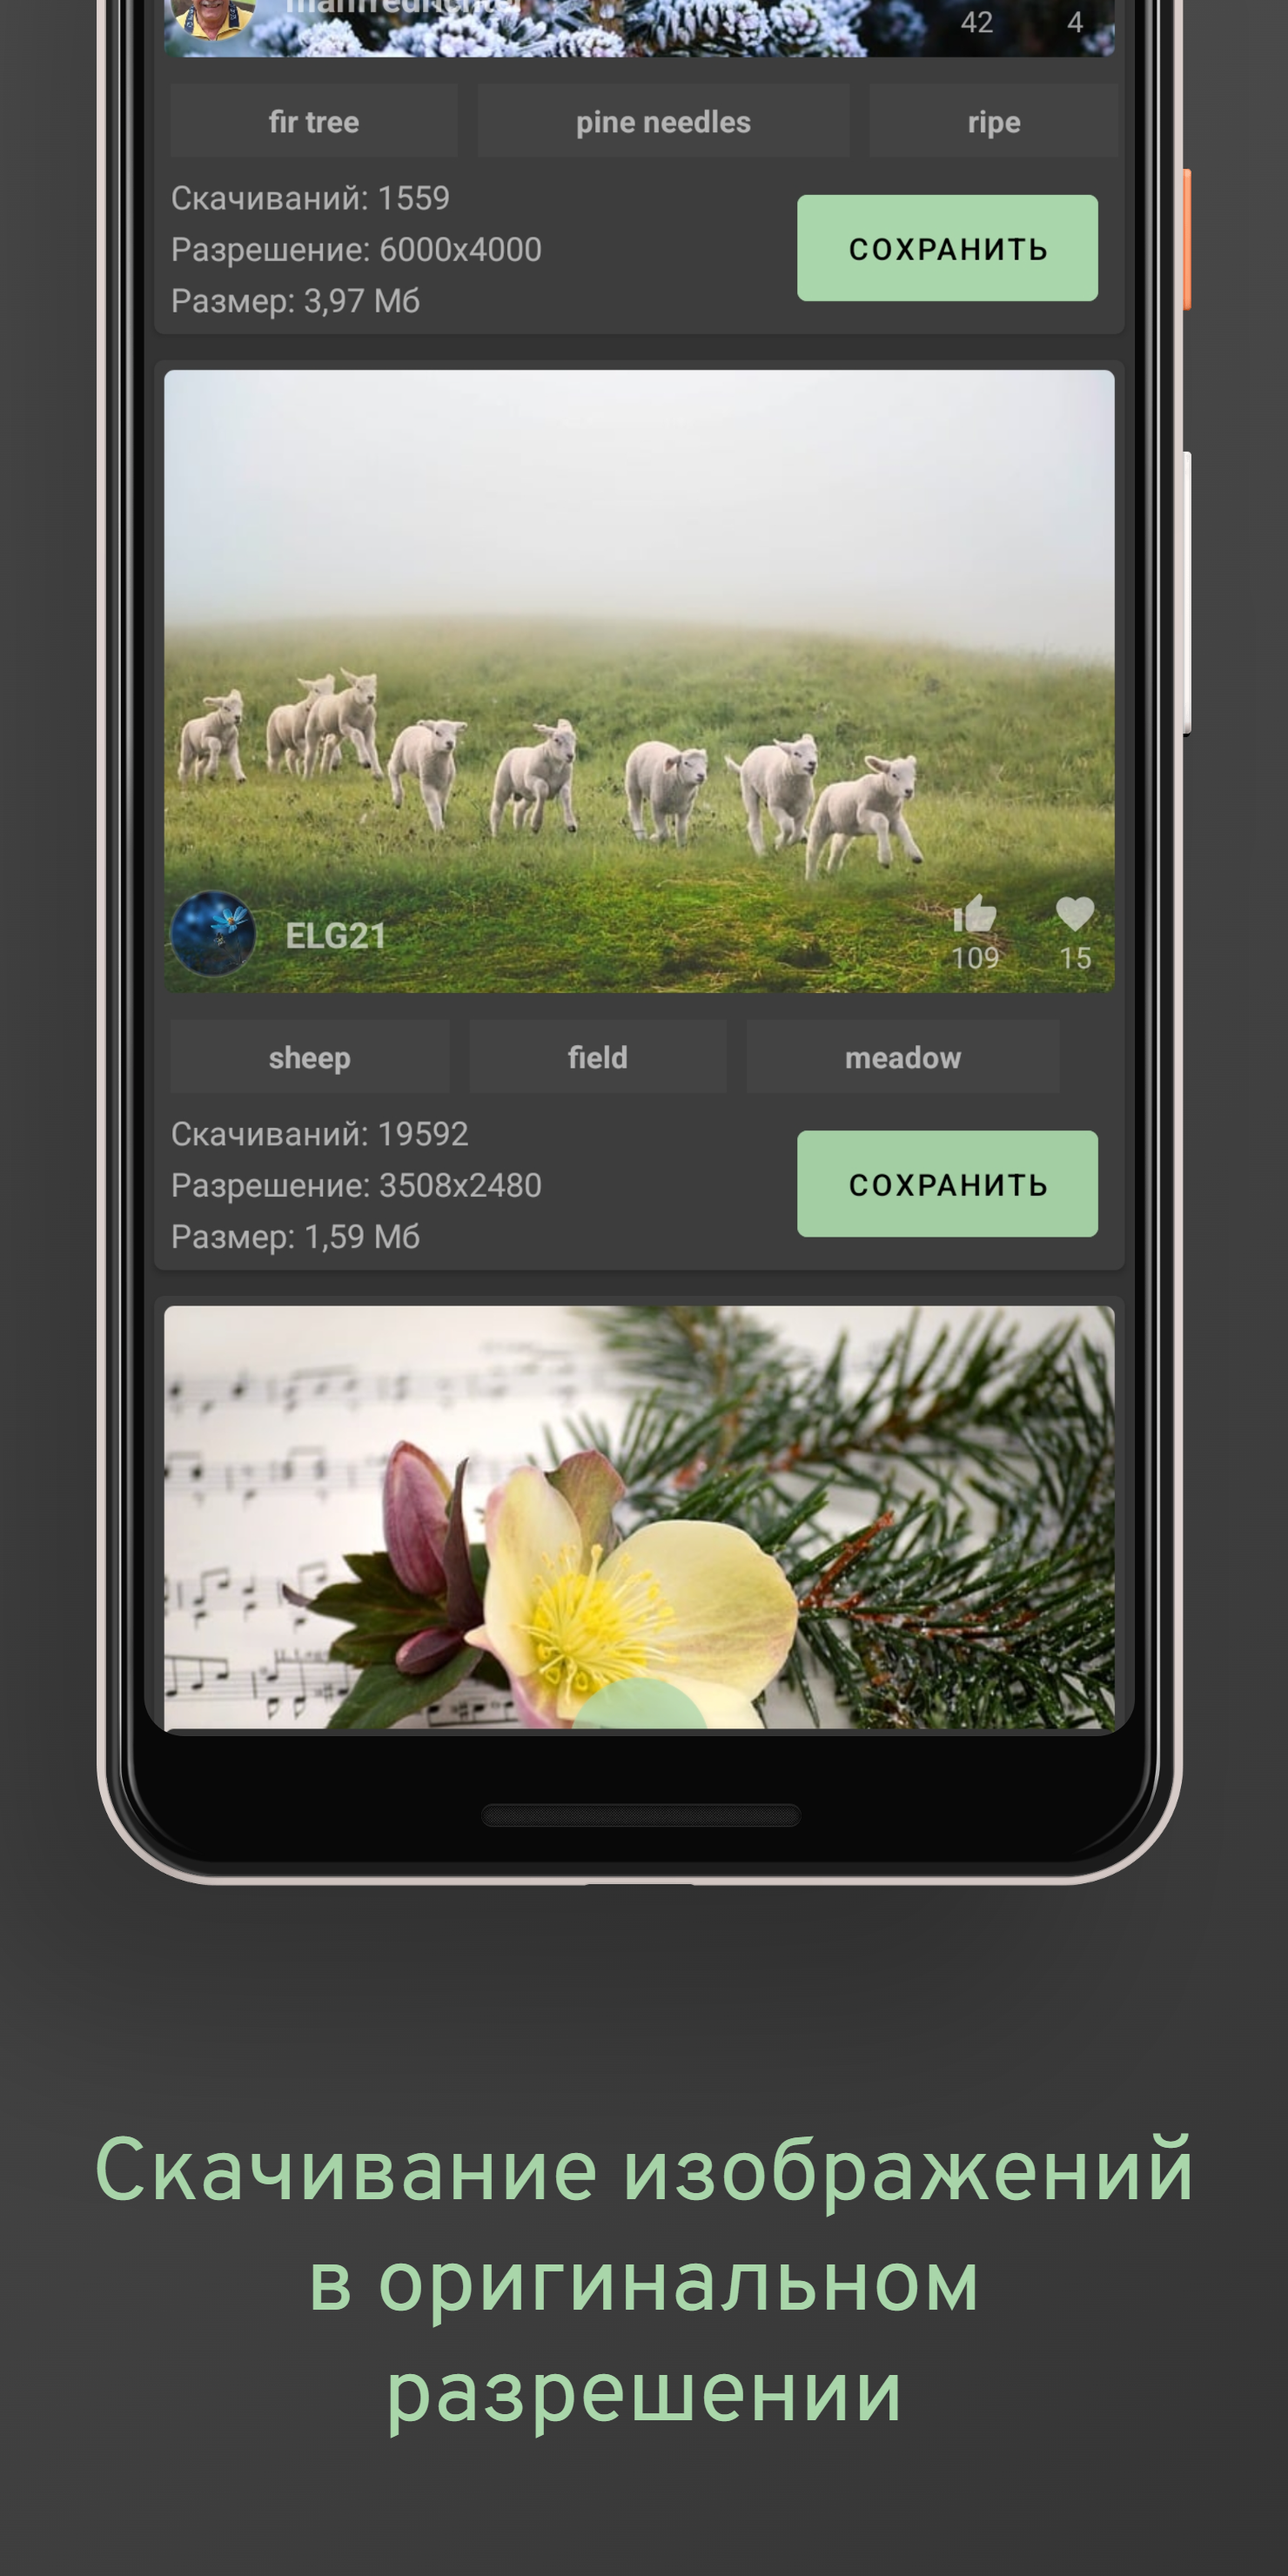 42 4
fir tree pine needles ripe
Скачиваний: 1559
Разрешение: 6000x4000
Размер: 3,97 Мб
СОХРАНИТЬ
ELG21
109 15
sheep field meadow
Скачиваний: 19592
Разрешение: 3508x2480
Размер: 1,59 Мб
СОХРАНИТЬ
Скачивание изображений
в оригинальном
разрешении